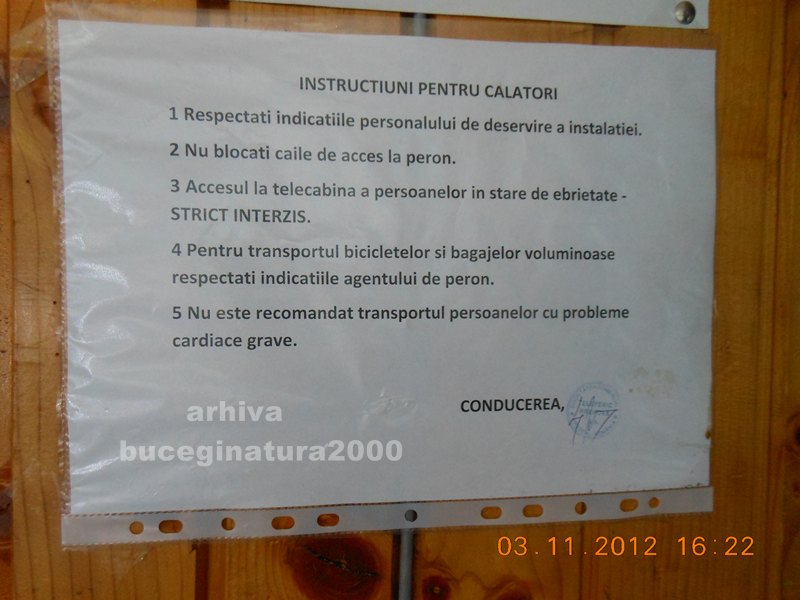 INSTRUCTIUNI PENTRU CALATORI
1 Respectati indicatiile personalului de deservire a instalatiei.
2 Nu blocati caile de acces la peron.
3 Accesul la telecabina a persoanelor in stare de ebrietate -
STRICT INTERZIS.
4 Pentru transportul bicicletelor si bagajelor voluminoase
respectati indicatiile agentului de peron.
5 Nu este recomandat transportul persoanelor cu probleme
cardiace grave.
CONDUCEREA,
arhiva
buceginatura2000
03.11.2012 16:22